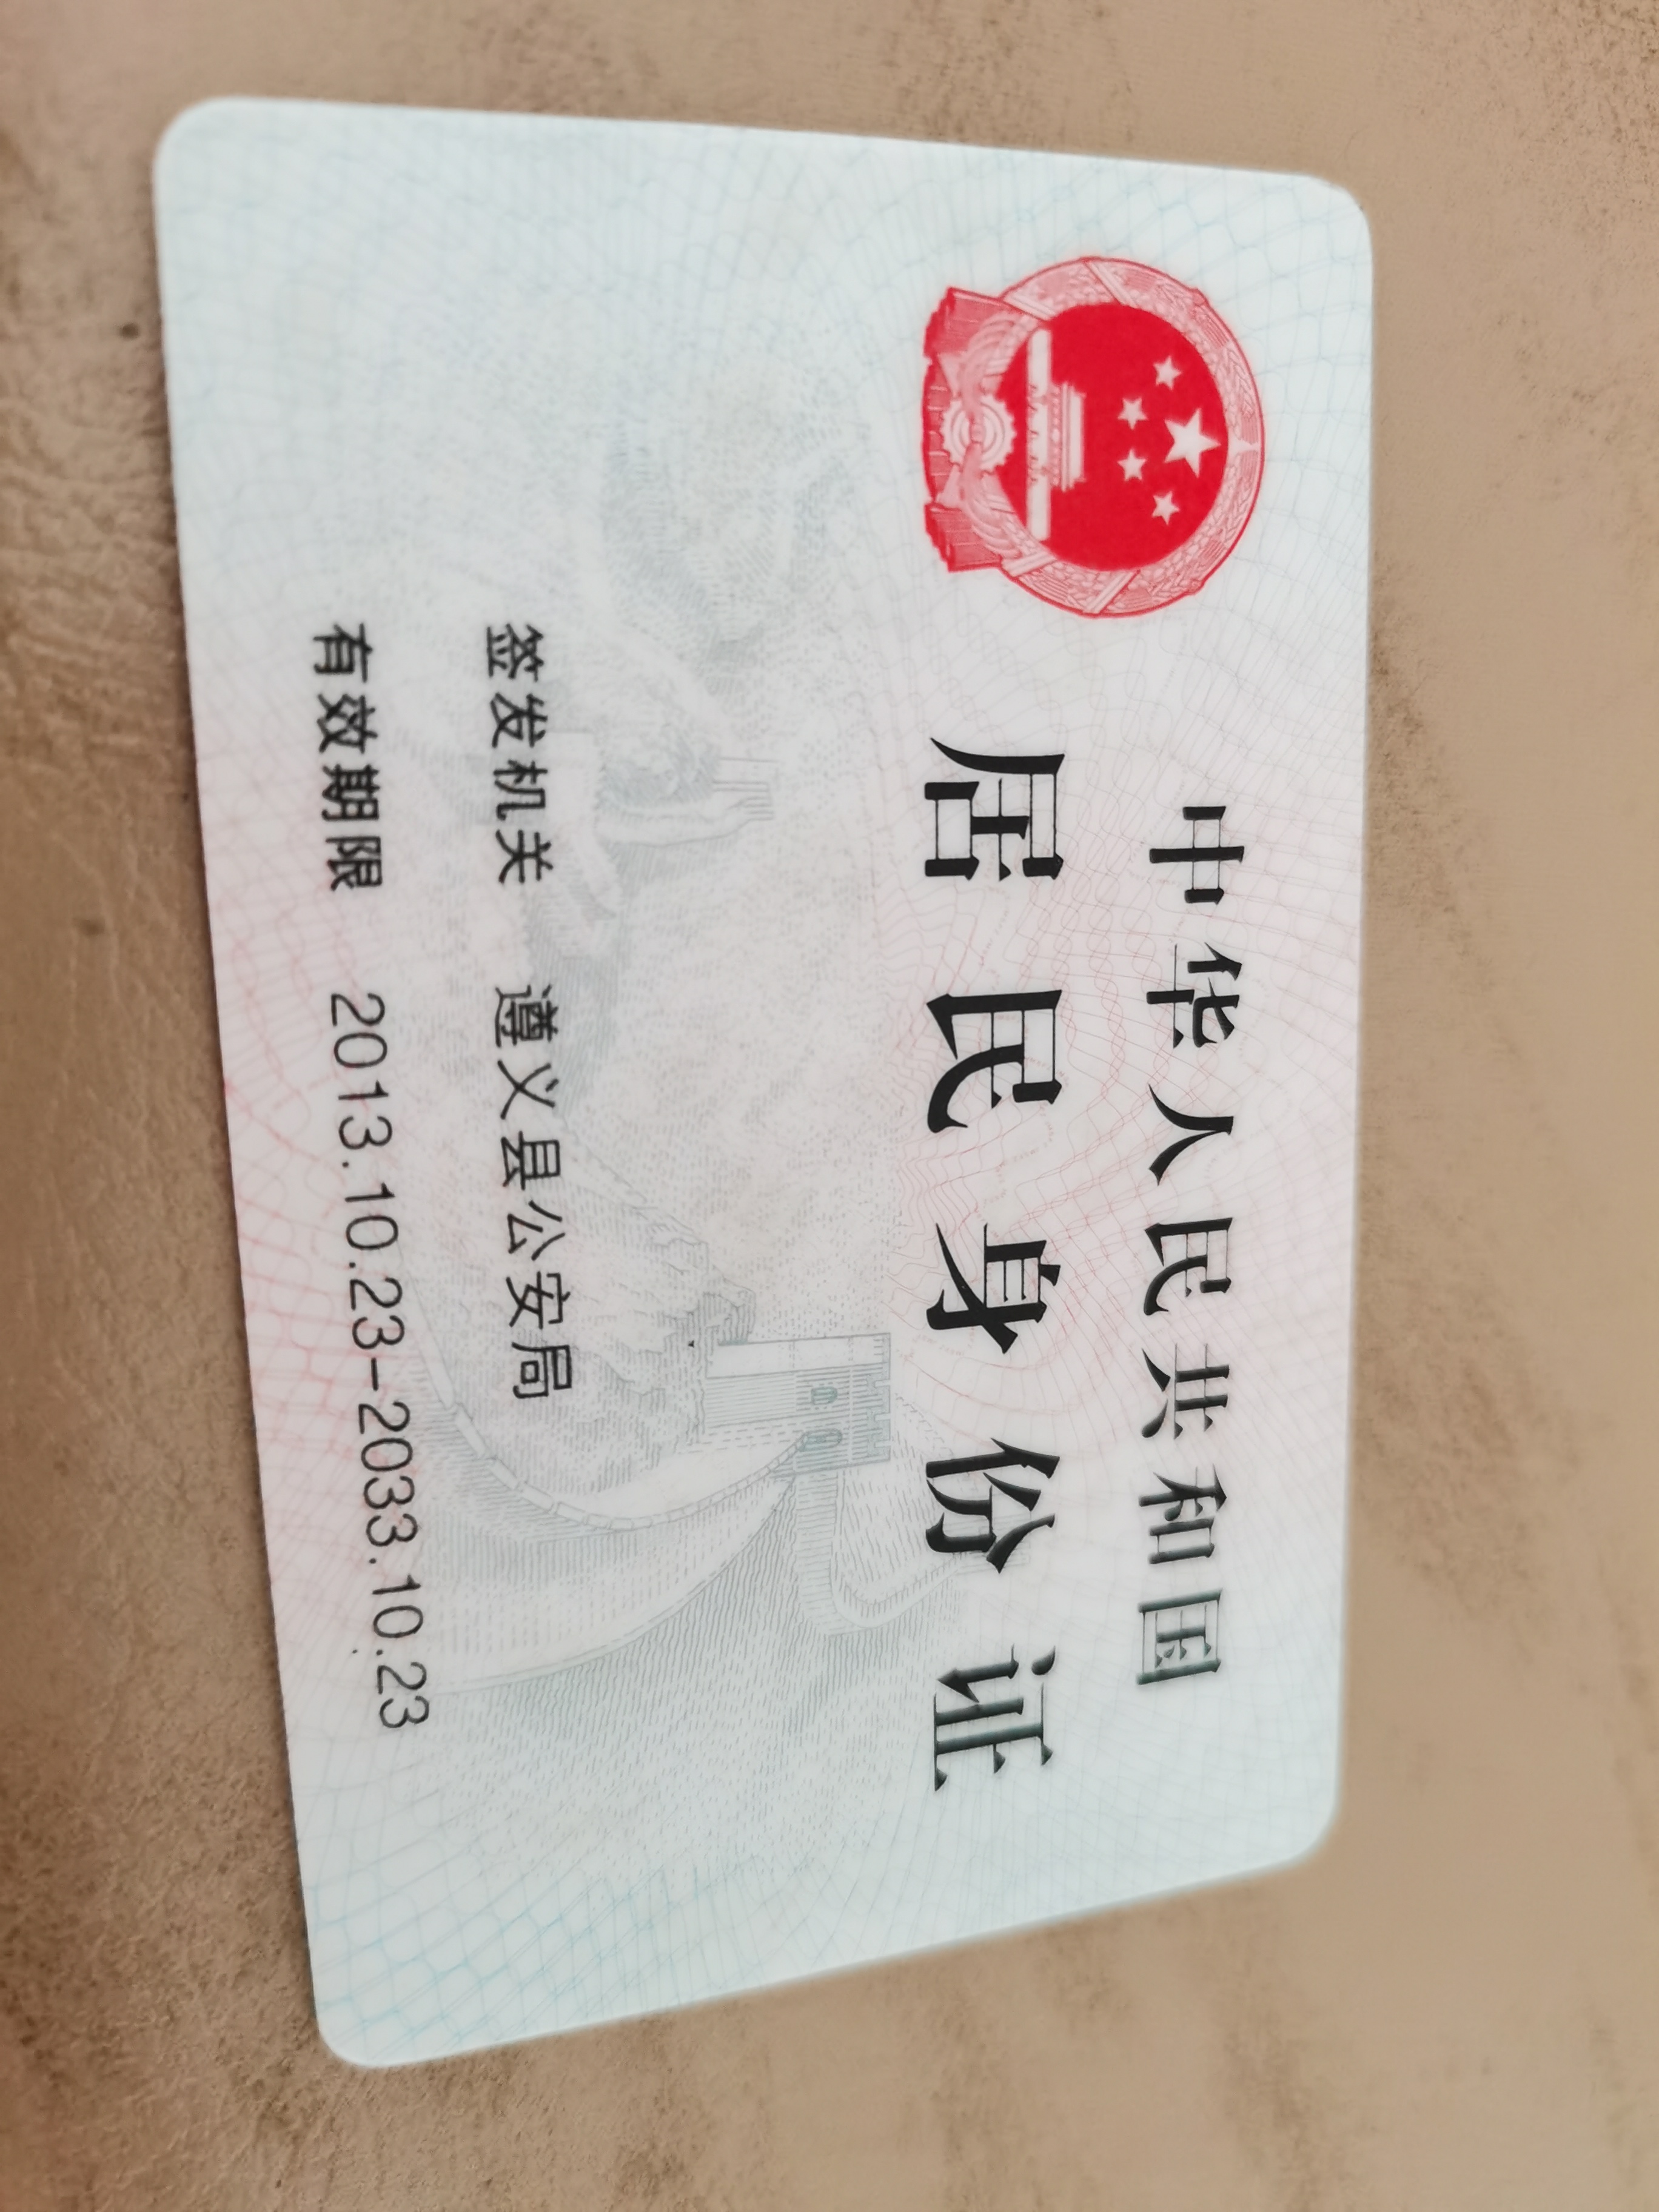 中华人民共和国
居民身份证
签发机关 遵义县公安局
有效期限 2013.10.23-2033.10.23